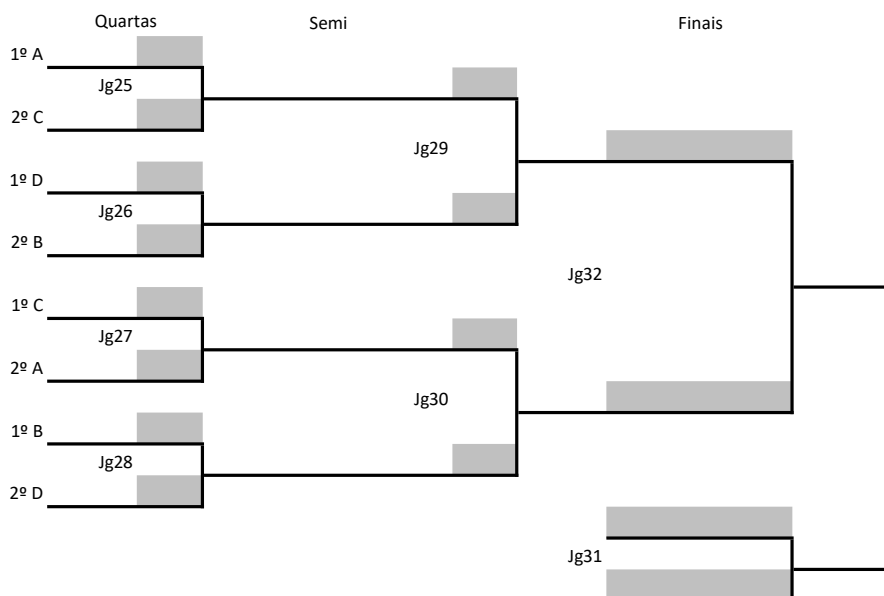 Quartas Semi Finais
1º A
Jg25
2º C
Jg29
1º D
Jg26
2º B
Jg32
1º C
Jg27
2º A
Jg30
1º B
Jg28
2º D
Jg31